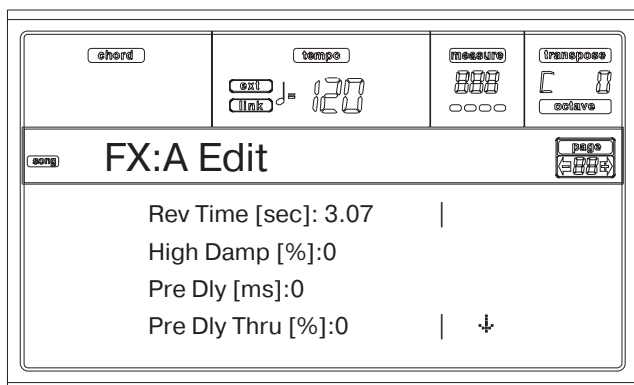 chord tempo measure transpose
ext
link ♩= 120 888 C 0
octave
song FX:A Edit page
88
Rev Time [sec]: 3.07 |
High Damp [%]:0
Pre Dly [ms]:0
Pre Dly Thru [%]:0 | ↓